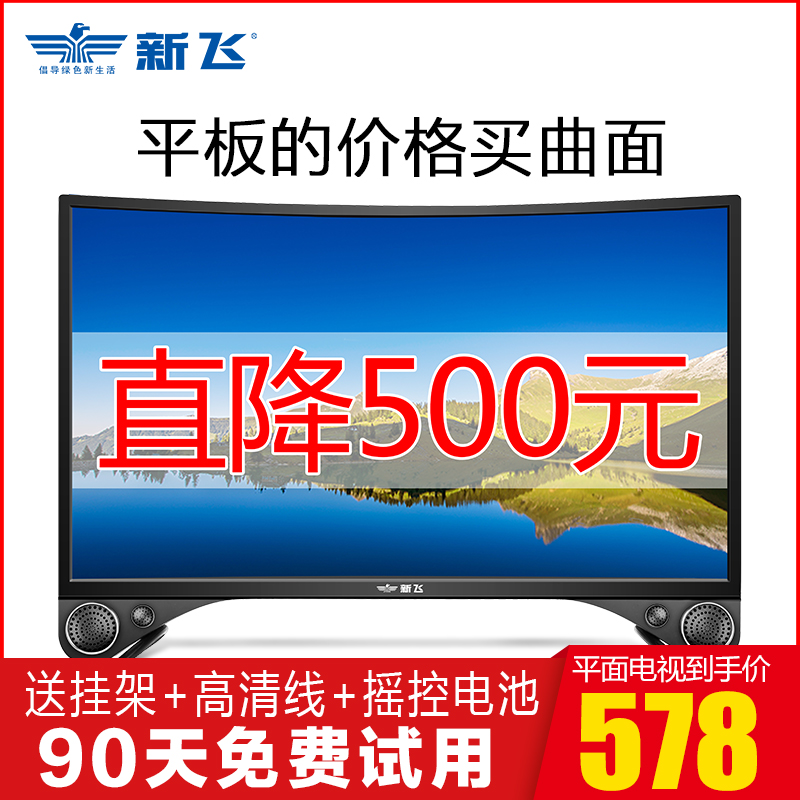 新飞®
倡导绿色新生活
平板的价格买曲面
直降500元
新飞
送挂架+高清线+摇控电池
90天免费试用
平面电视到手价
578